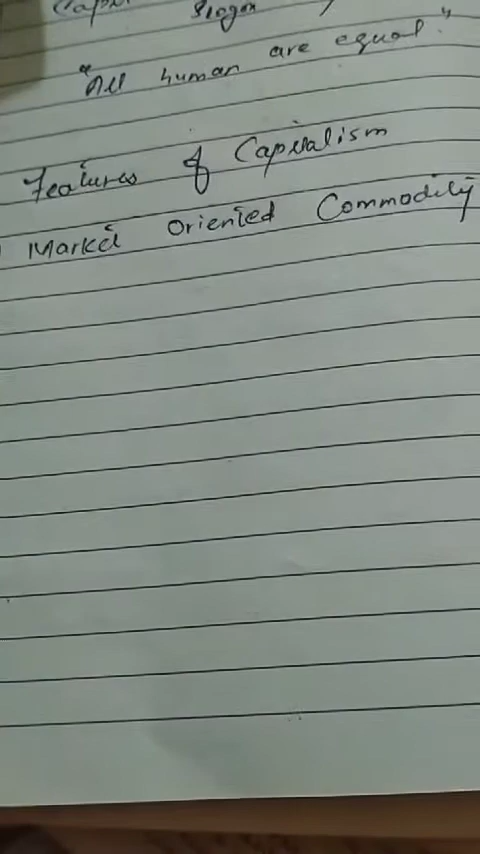 Slogan
"All human are equal."
Features of Capitalism
Market Oriented Commodity